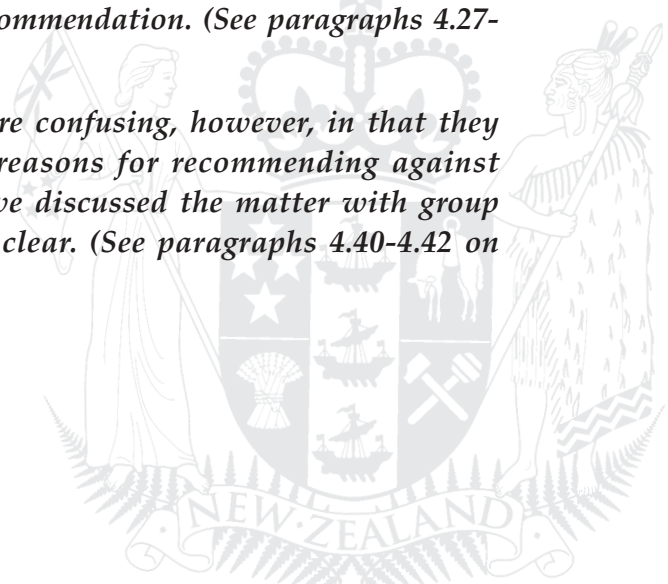 ommendation. (See paragraphs 4.27-
re confusing, however, in that they
reasons for recommending against
ve discussed the matter with group
clear. (See paragraphs 4.40-4.42 on
NEW·ZEALAND